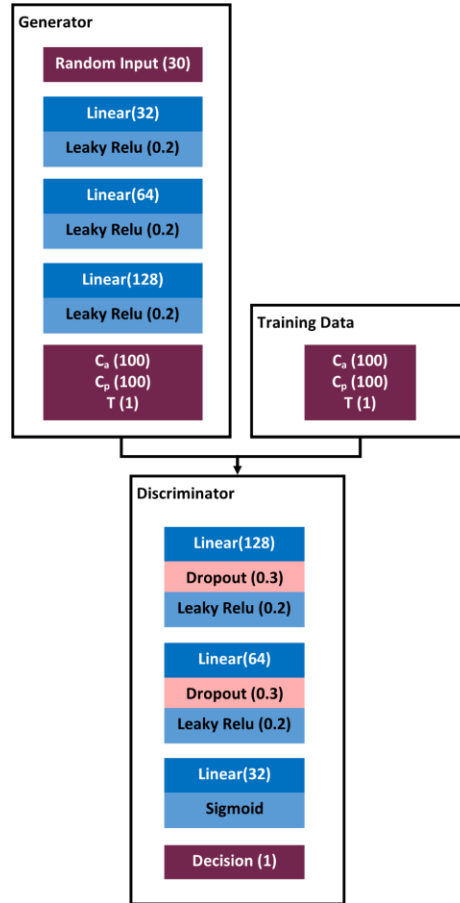 Generator
Random Input (30)
Linear(32)
Leaky Relu (0.2)
Linear(64)
Leaky Relu (0.2)
Linear(128)
Leaky Relu (0.2)
Cₐ (100)
Cₚ (100)
T (1)
Training Data
Cₐ (100)
Cₚ (100)
T (1)
Discriminator
Linear(128)
Dropout (0.3)
Leaky Relu (0.2)
Linear(64)
Dropout (0.3)
Leaky Relu (0.2)
Linear(32)
Sigmoid
Decision (1)